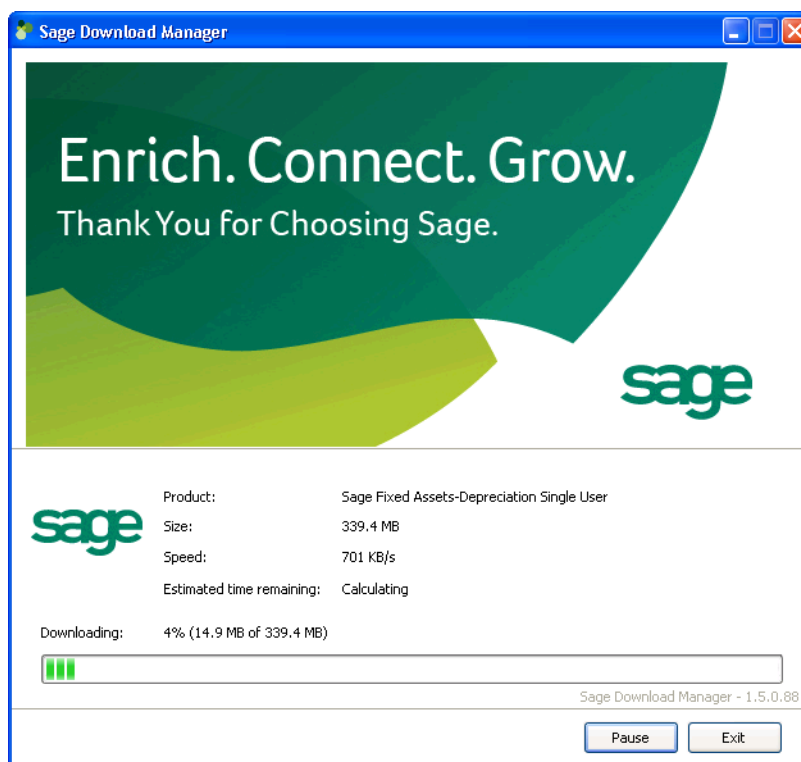 Sage Download Manager
Enrich. Connect. Grow.
Thank You for Choosing Sage.
sage
sage
Product: Sage Fixed Assets-Depreciation Single User
Size: 339.4 MB
Speed: 701 KB/s
Estimated time remaining: Calculating
Downloading: 4% (14.9 MB of 339.4 MB)
Sage Download Manager - 1.5.0.88
Pause Exit